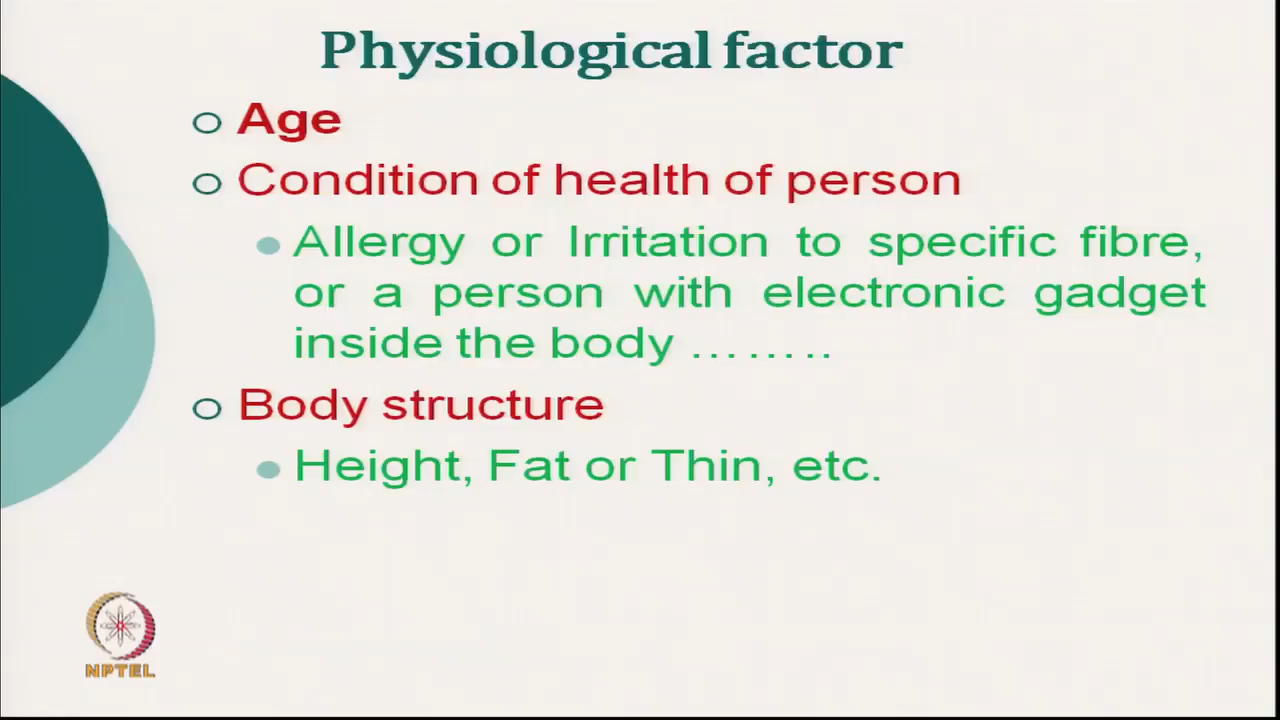 Physiological factor
Age
Condition of health of person
Allergy or Irritation to specific fibre,
or a person with electronic gadget
inside the body ........
Body structure
Height, Fat or Thin, etc.
NPTEL